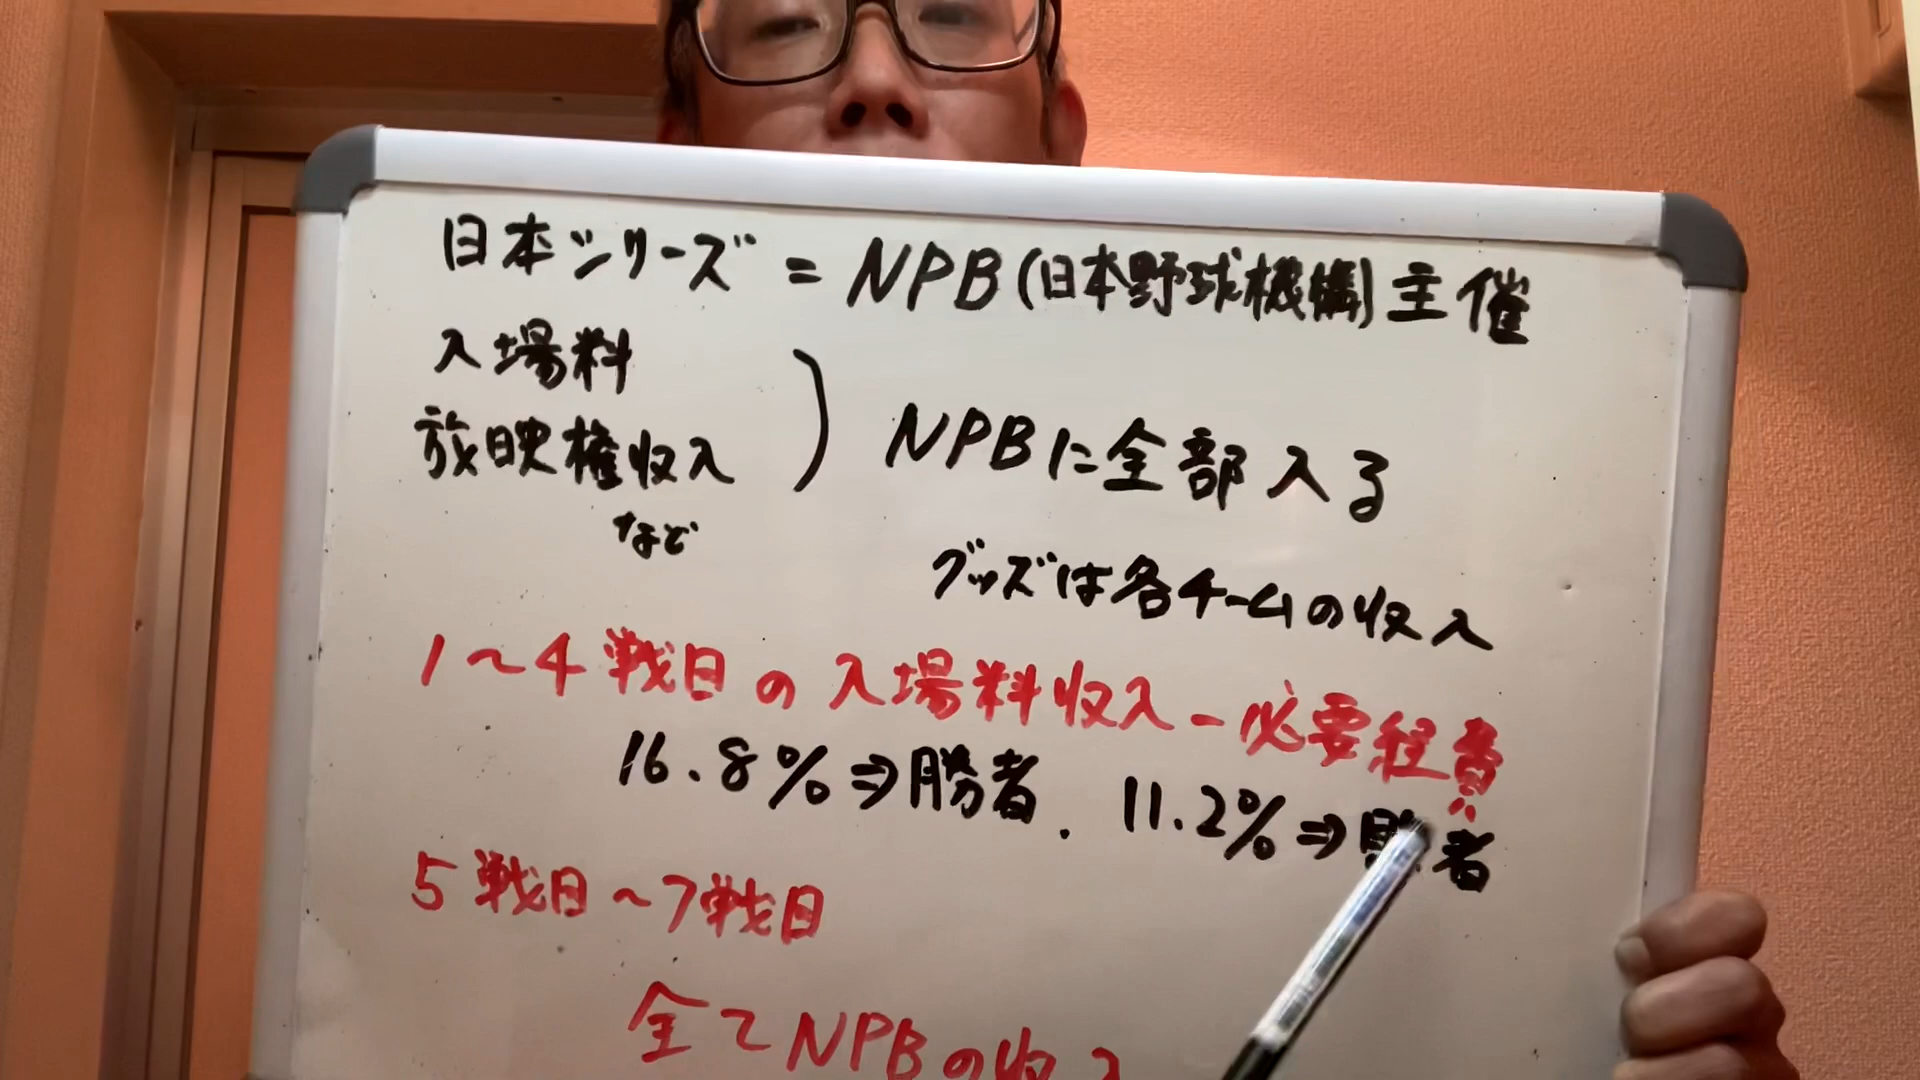 日本シリーズ = NPB(日本野球機構)主催
入場料
放映権収入
など
NPBに全部入る
グッズは各チームの収入
1〜4戦目の入場料収入-必要経費
16.8%⇒勝者. 11.2%⇒敗者
5戦目〜7戦目
全てNPBの収入